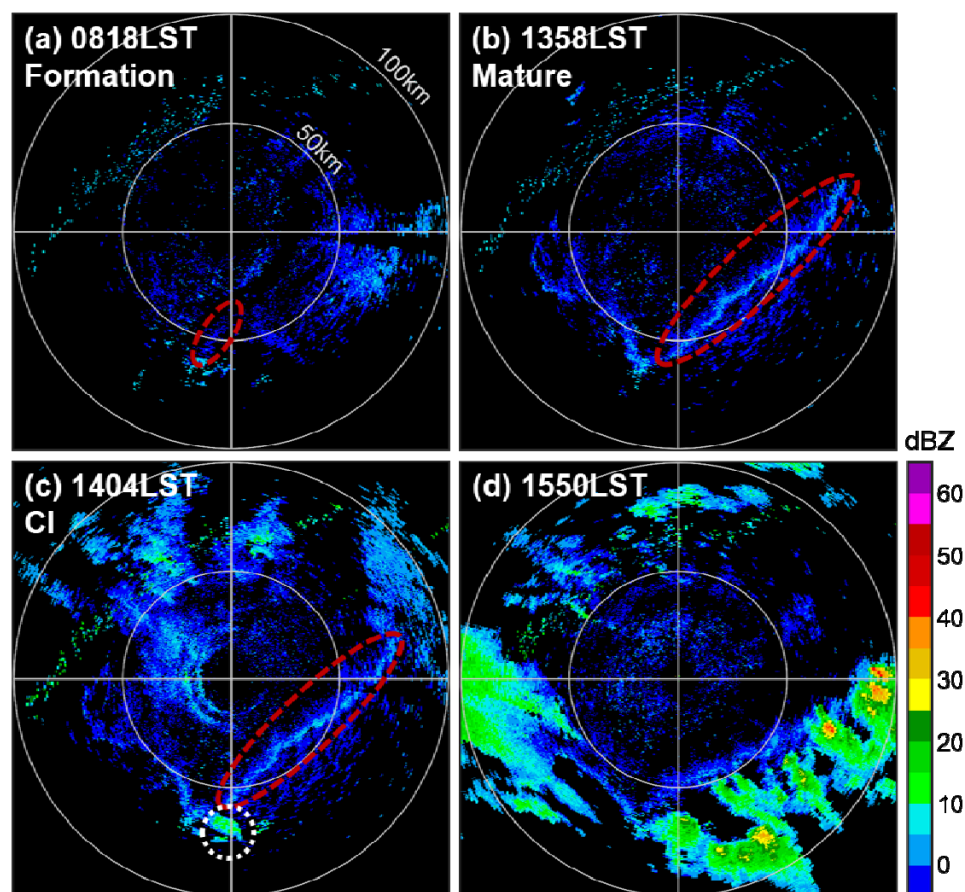 (a) 0818LST
Formation
100km
50km
(b) 1358LST
Mature
(c) 1404LST
CI
(d) 1550LST
dBZ
60
50
40
30
20
10
0